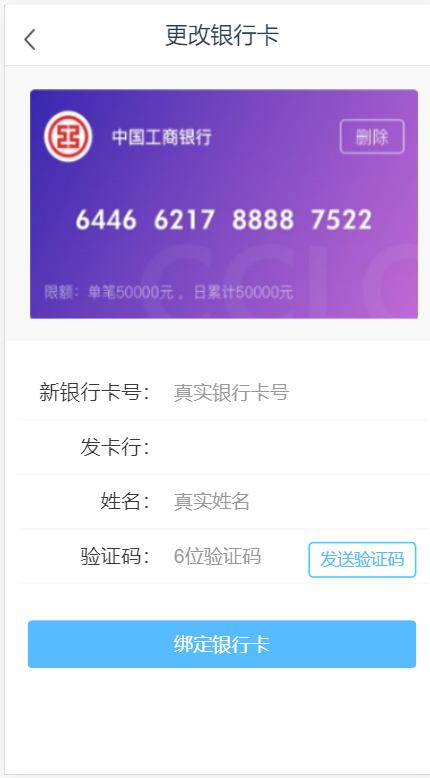 更改银行卡
中国工商银行
删除
6446 6217 8888 7522
限额：单笔50000元，日累计50000元
新银行卡号： 真实银行卡号
发卡行：
姓名： 真实姓名
验证码： 6位验证码 发送验证码
绑定银行卡